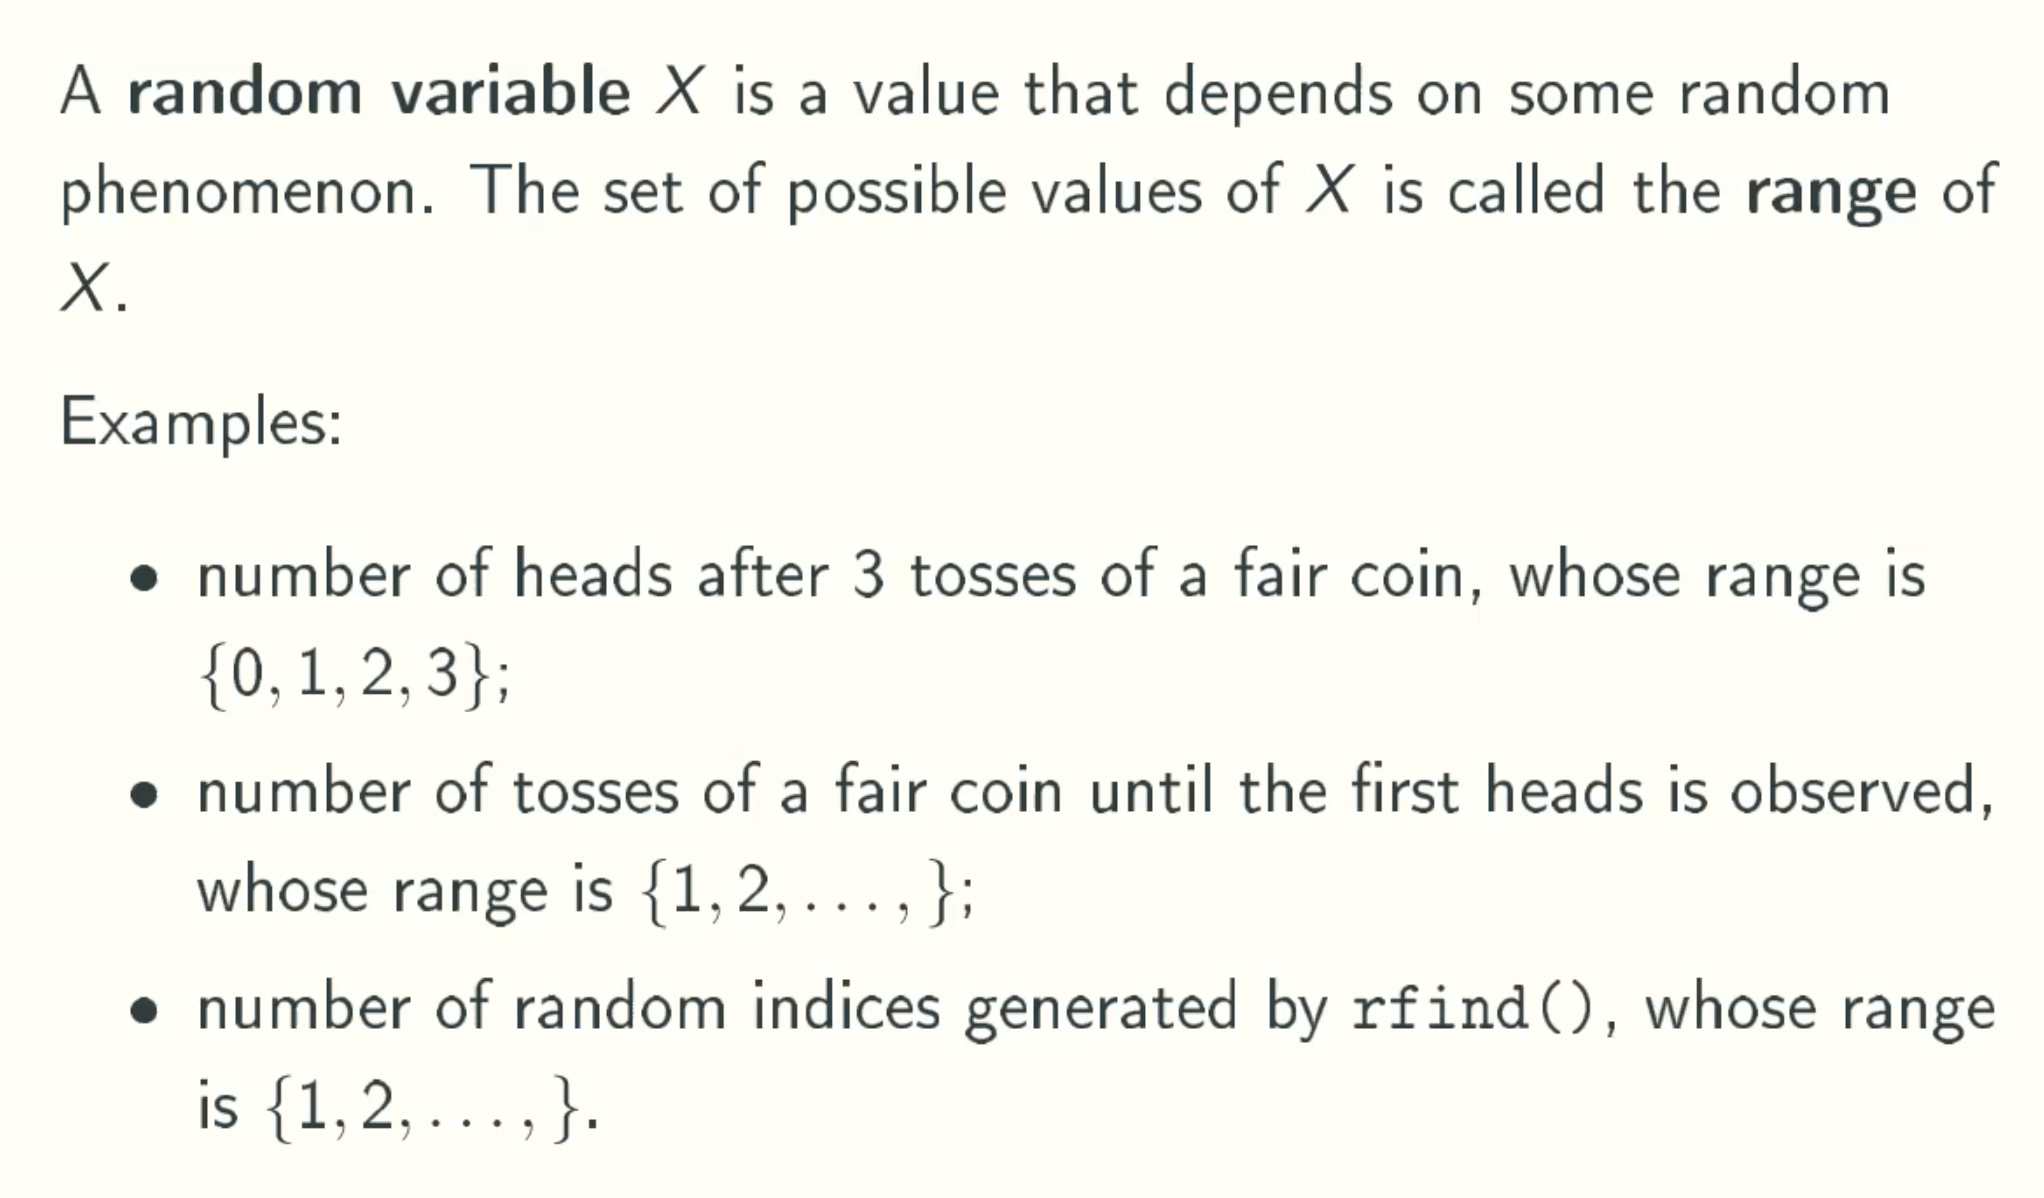 A random variable X is a value that depends on some random
phenomenon. The set of possible values of X is called the range of
X.
Examples:
• number of heads after 3 tosses of a fair coin, whose range is
{0, 1, 2, 3};
• number of tosses of a fair coin until the first heads is observed,
whose range is {1, 2, . . . , };
• number of random indices generated by rfind(), whose range
is {1, 2, . . . , }.